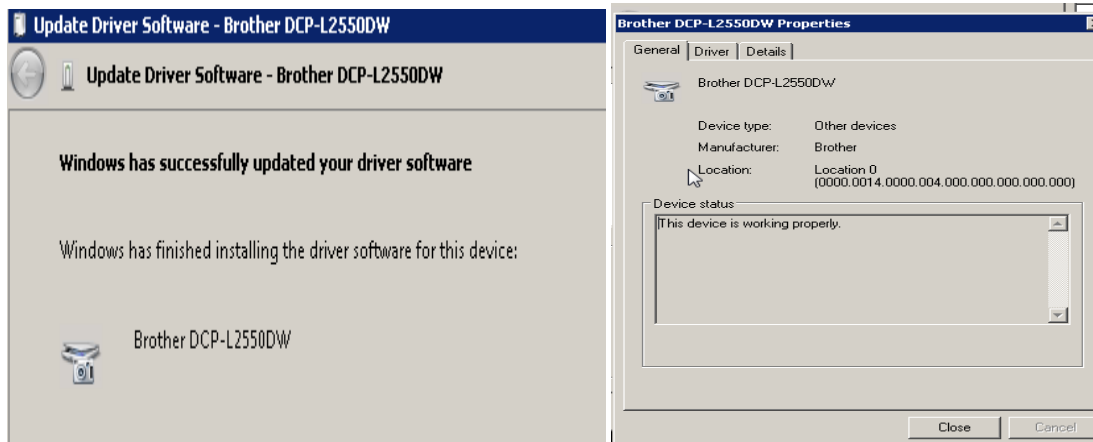 Update Driver Software - Brother DCP-L2550DW
Update Driver Software - Brother DCP-L2550DW
Windows has successfully updated your driver software
Windows has finished installing the driver software for this device:
Brother DCP-L2550DW
Brother DCP-L2550DW Properties
General Driver Details
Brother DCP-L2550DW
Device type: Other devices
Manufacturer: Brother
Location: Location 0
(0000.0014.0000.004.000.000.000.000.000)
Device status
This device is working properly.
Close Cancel